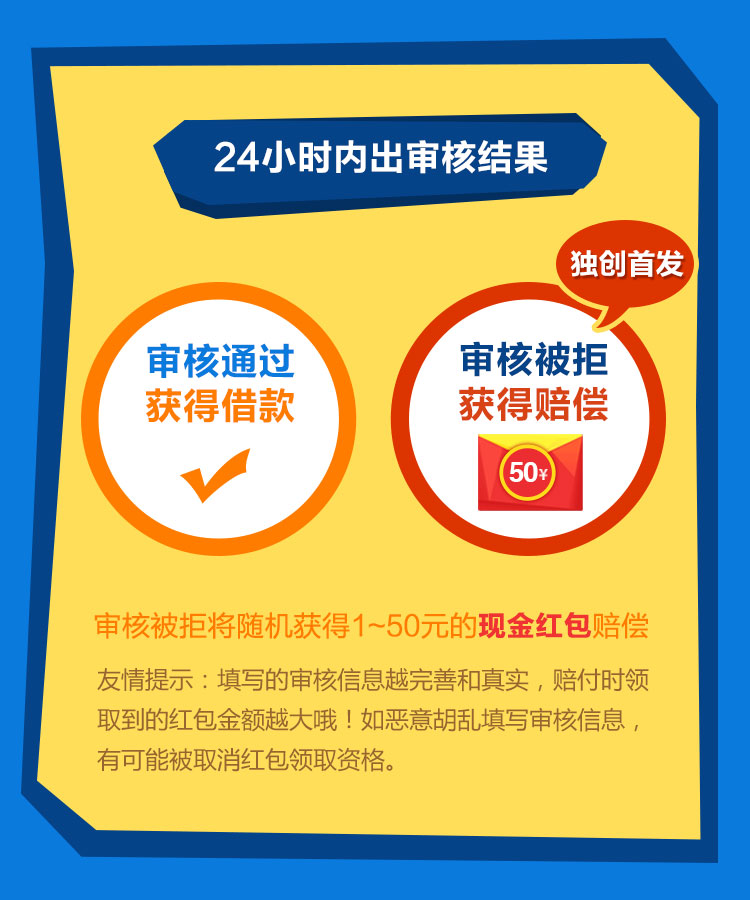 24小时内出审核结果
独创首发
审核通过
获得借款
审核被拒
获得赔偿
50¥
审核被拒将随机获得1~50元的现金红包赔偿
友情提示：填写的审核信息越完善和真实，赔付时领
取到的红包金额越大哦！如恶意胡乱填写审核信息，
有可能被取消红包领取资格。